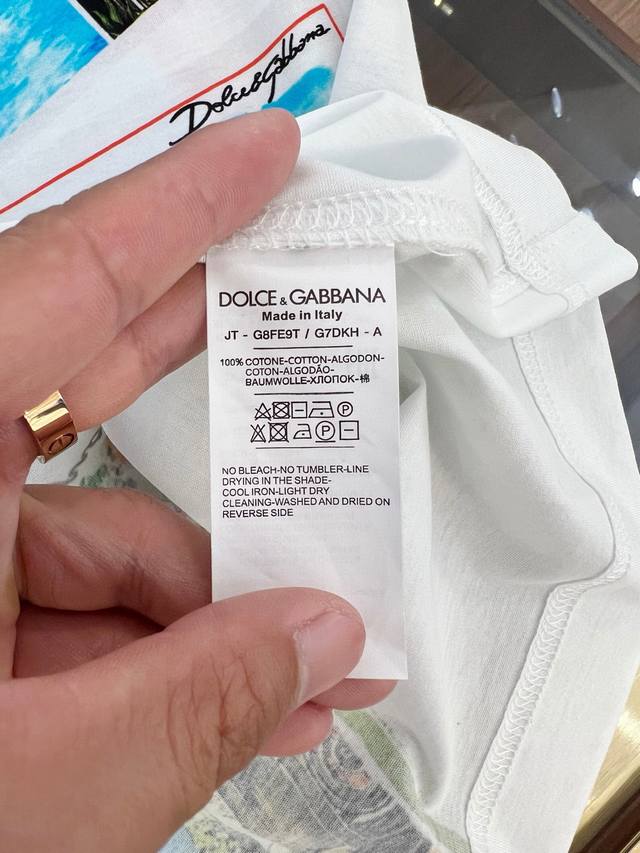 Dolce&Gabbana
DOLCE & GABBANA
Made in Italy
JT - G8FE9T / G7DKH - A
100% COTONE-COTTON-ALGODON-
COTON-ALGODÃO-
BAUMWOLLE-ХЛОПОК-棉
NO BLEACH-NO TUMBLER-LINE
DRYING IN THE SHADE-
COOL IRON-LIGHT DRY
CLEANING-WASHED AND DRIED ON
REVERSE SIDE